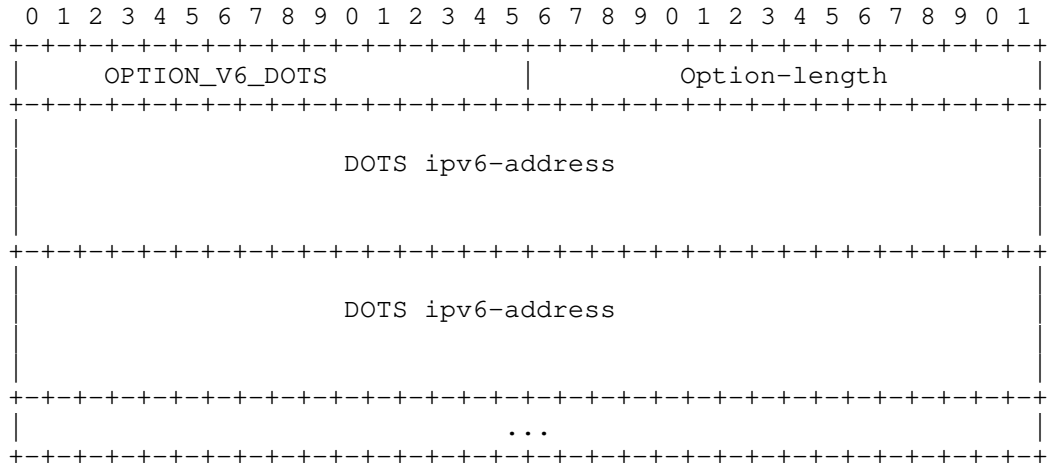 0 1 2 3 4 5 6 7 8 9 0 1 2 3 4 5 6 7 8 9 0 1 2 3 4 5 6 7 8 9 0 1
+-+-+-+-+-+-+-+-+-+-+-+-+-+-+-+-+-+-+-+-+-+-+-+-+-+-+-+-+-+-+-+-+
|     OPTION_V6_DOTS            |         Option-length         |
+-+-+-+-+-+-+-+-+-+-+-+-+-+-+-+-+-+-+-+-+-+-+-+-+-+-+-+-+-+-+-+-+
|                                                               |
|                    DOTS ipv6-address                          |
|                                                               |
|                                                               |
+-+-+-+-+-+-+-+-+-+-+-+-+-+-+-+-+-+-+-+-+-+-+-+-+-+-+-+-+-+-+-+-+
|                                                               |
|                    DOTS ipv6-address                          |
|                                                               |
|                                                               |
+-+-+-+-+-+-+-+-+-+-+-+-+-+-+-+-+-+-+-+-+-+-+-+-+-+-+-+-+-+-+-+-+
|                              ...                              |
+-+-+-+-+-+-+-+-+-+-+-+-+-+-+-+-+-+-+-+-+-+-+-+-+-+-+-+-+-+-+-+-+